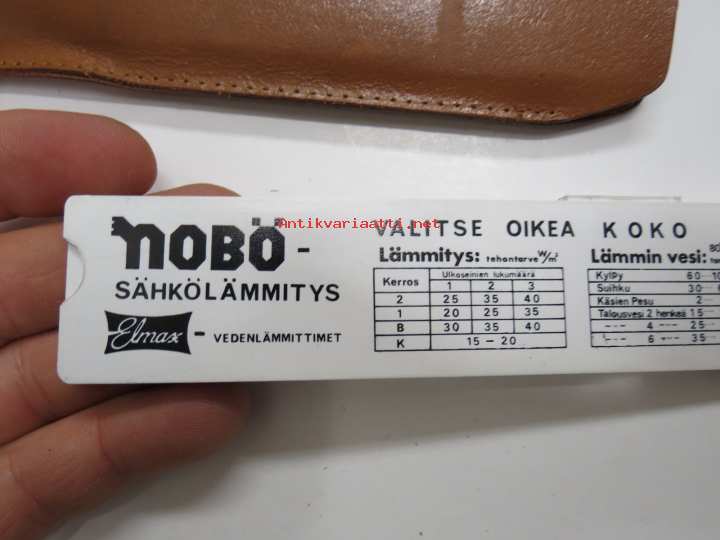 Antikvariaatti.net
NOBÖ-
SÄHKÖLÄMMITYS
Elmax - VEDENLÄMMITTIMET
VALITSE OIKEA KOKO
Lämmitys: tehontarve W/m²
Kerros Ulkoseinien lukumäärä
1 2 3
2 25 35 40
1 20 25 35
B 30 35 40
K 15 - 20
Lämmin vesi: 80
Kylpy 60-10
Suihku 30-
Käsien Pesu
Talousvesi 2 henkeä 15-
-"- 4 -"- 25-
-"- 6 -"- 35-